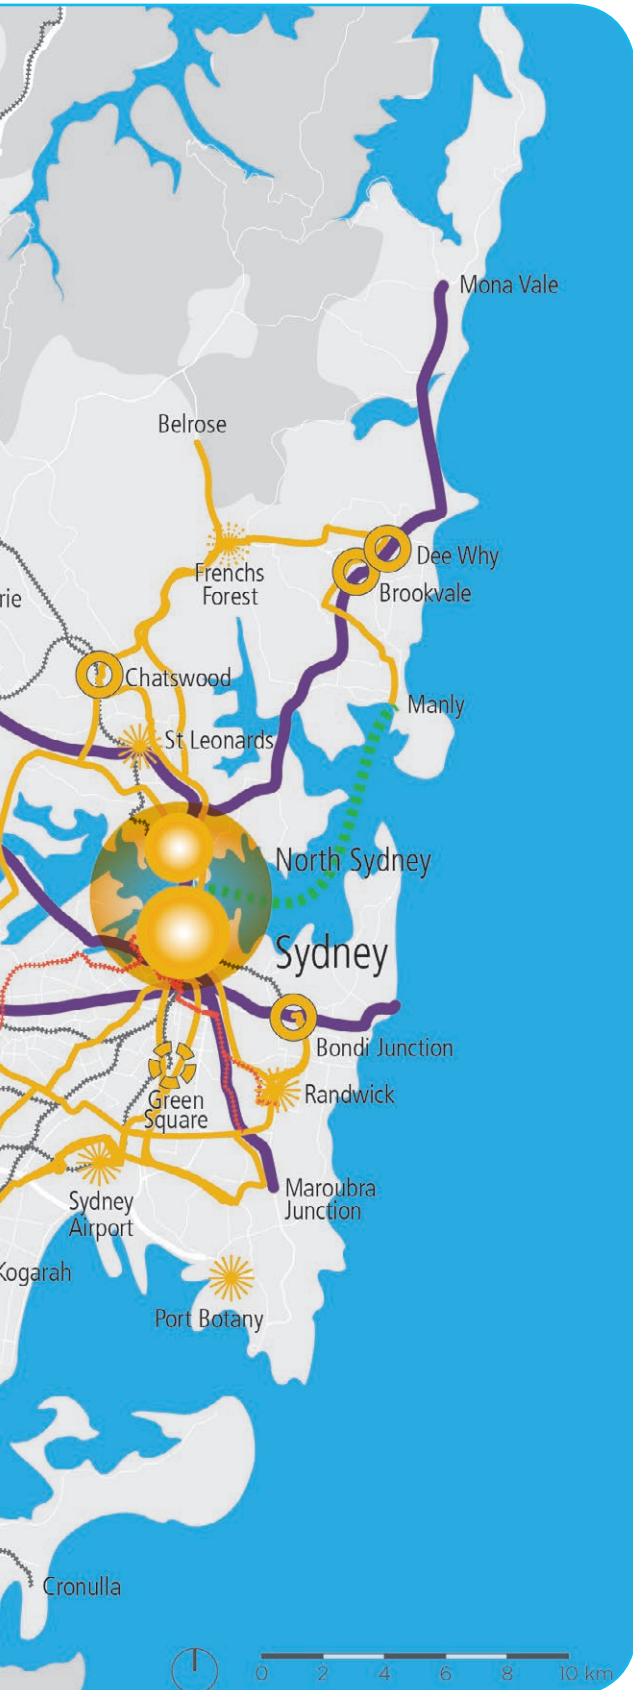 Mona Vale
Belrose
Dee Why
Frenchs
Forest
Brookvale
rie
Chatswood
Manly
St Leonards
North Sydney
Sydney
Bondi Junction
Green
Square
Randwick
Maroubra
Junction
Sydney
Airport
Kogarah
Port Botany
Cronulla
0 2 4 6 8 10 km